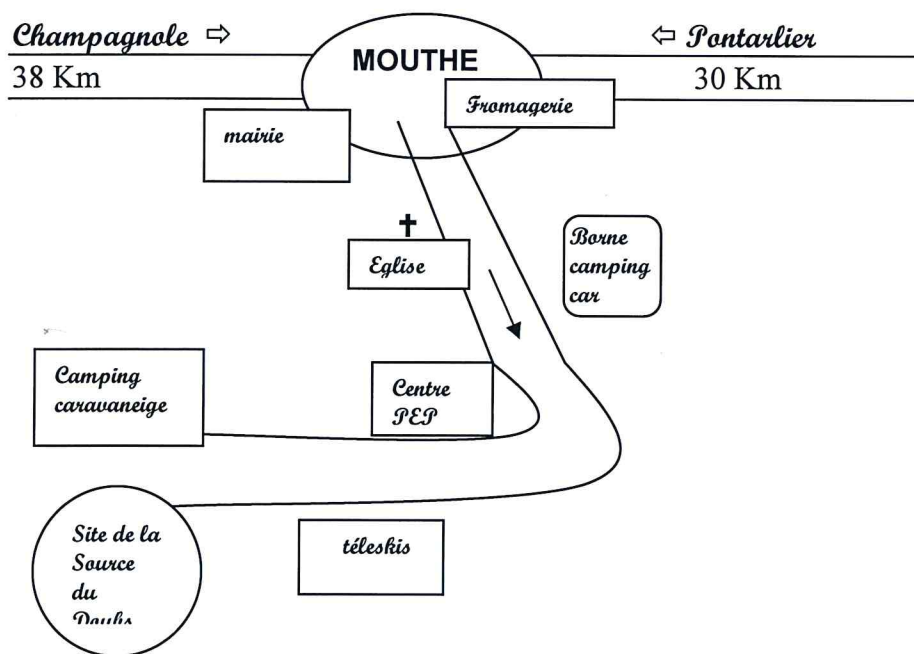 Champagnole ⇨
⇦ Pontarlier
MOUTHE
38 Km
30 Km
Fromagerie
mairie
Borne
camping
car
Eglise
Camping
caravaneige
Centre
PEP
Site de la
Source
du
Doubs
téleskis